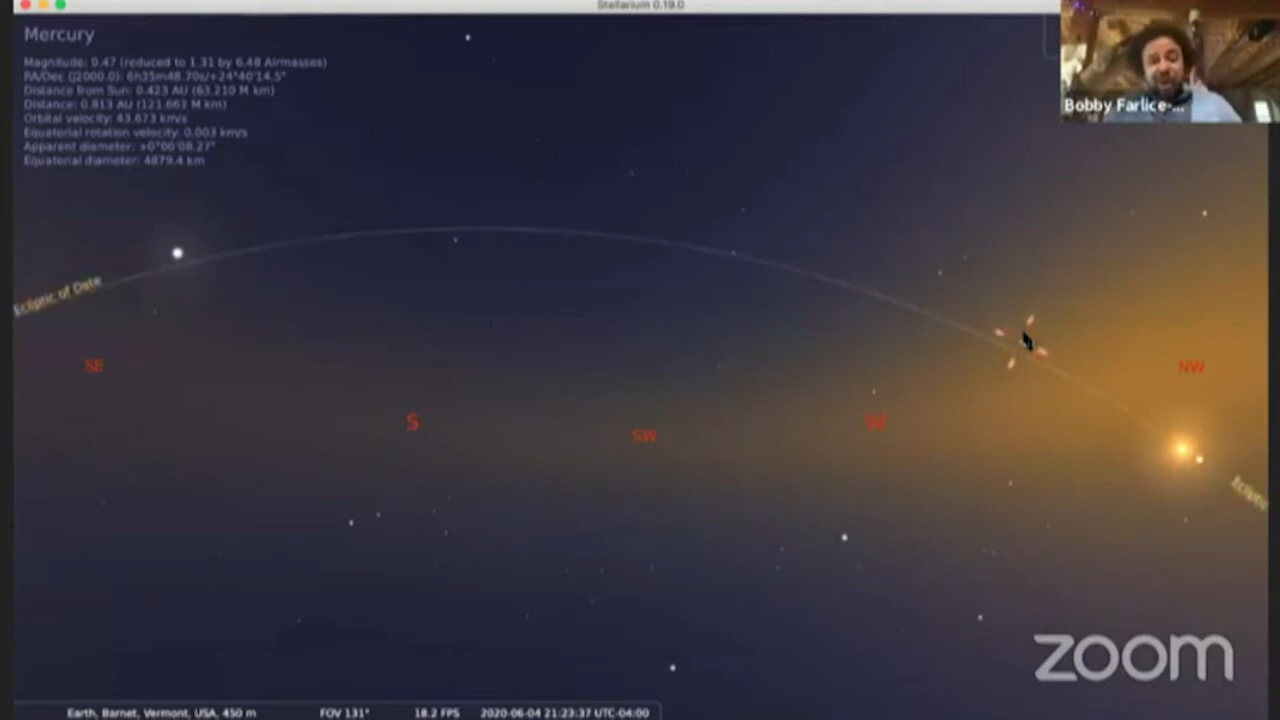 Stellarium 0.19.0
Mercury
Magnitude: 0.47 (reduced to 1.31 by 6.48 Airmasses)
RA/Dec (J2000.0): 6h35m48.70s/+24°40'14.5"
Distance from Sun: 0.423 AU (63.210 M km)
Distance: 0.813 AU (121.661 M km)
Orbital velocity: 43.673 km/s
Equatorial rotation velocity: 0.003 km/s
Apparent diameter: +0°00'08.27"
Equatorial diameter: 4879.4 km
Bobby Farlice-...
Ecliptic of Date
SE
S
SW
W
NW
Ecliptic
zoom
Earth, Barnet, Vermont, USA, 450 m FOV 131° 18.2 FPS 2020-06-04 21:23:37 UTC-04:00